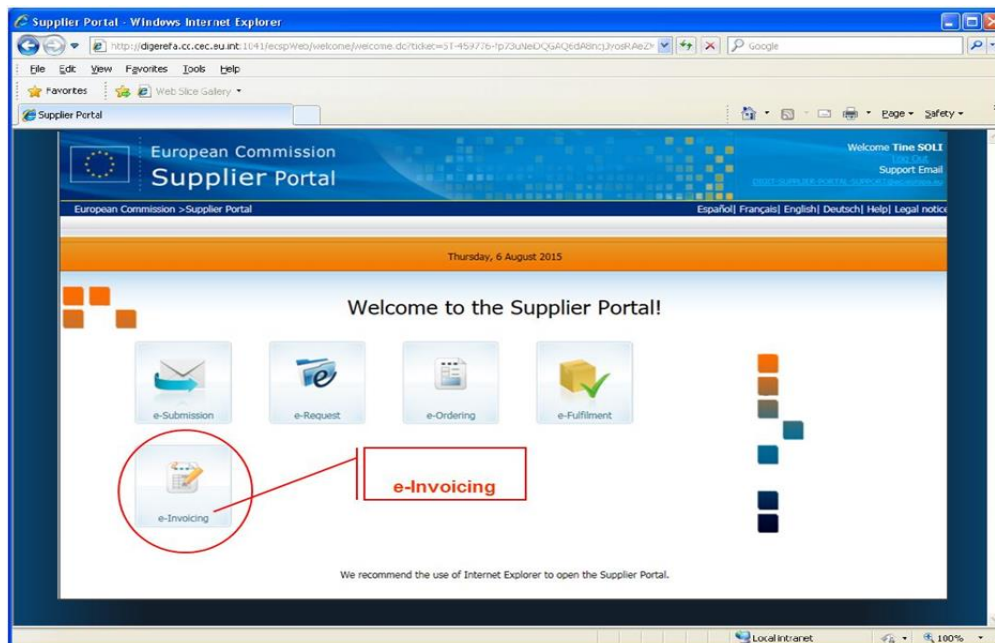 Supplier Portal - Windows Internet Explorer
Google
File Edit View Favorites Tools Help
Favorites Web Slice Gallery
Supplier Portal
Page Safety
European Commission
Supplier Portal
Welcome Tine SOLI
Log Out
Support Email
European Commission >Supplier Portal
Español| Français| English| Deutsch| Help| Legal notice
Thursday, 6 August 2015
Welcome to the Supplier Portal!
e-Submission e-Request e-Ordering e-Fulfilment
e-Invoicing
e-Invoicing
We recommend the use of Internet Explorer to open the Supplier Portal.
Local intranet 100%